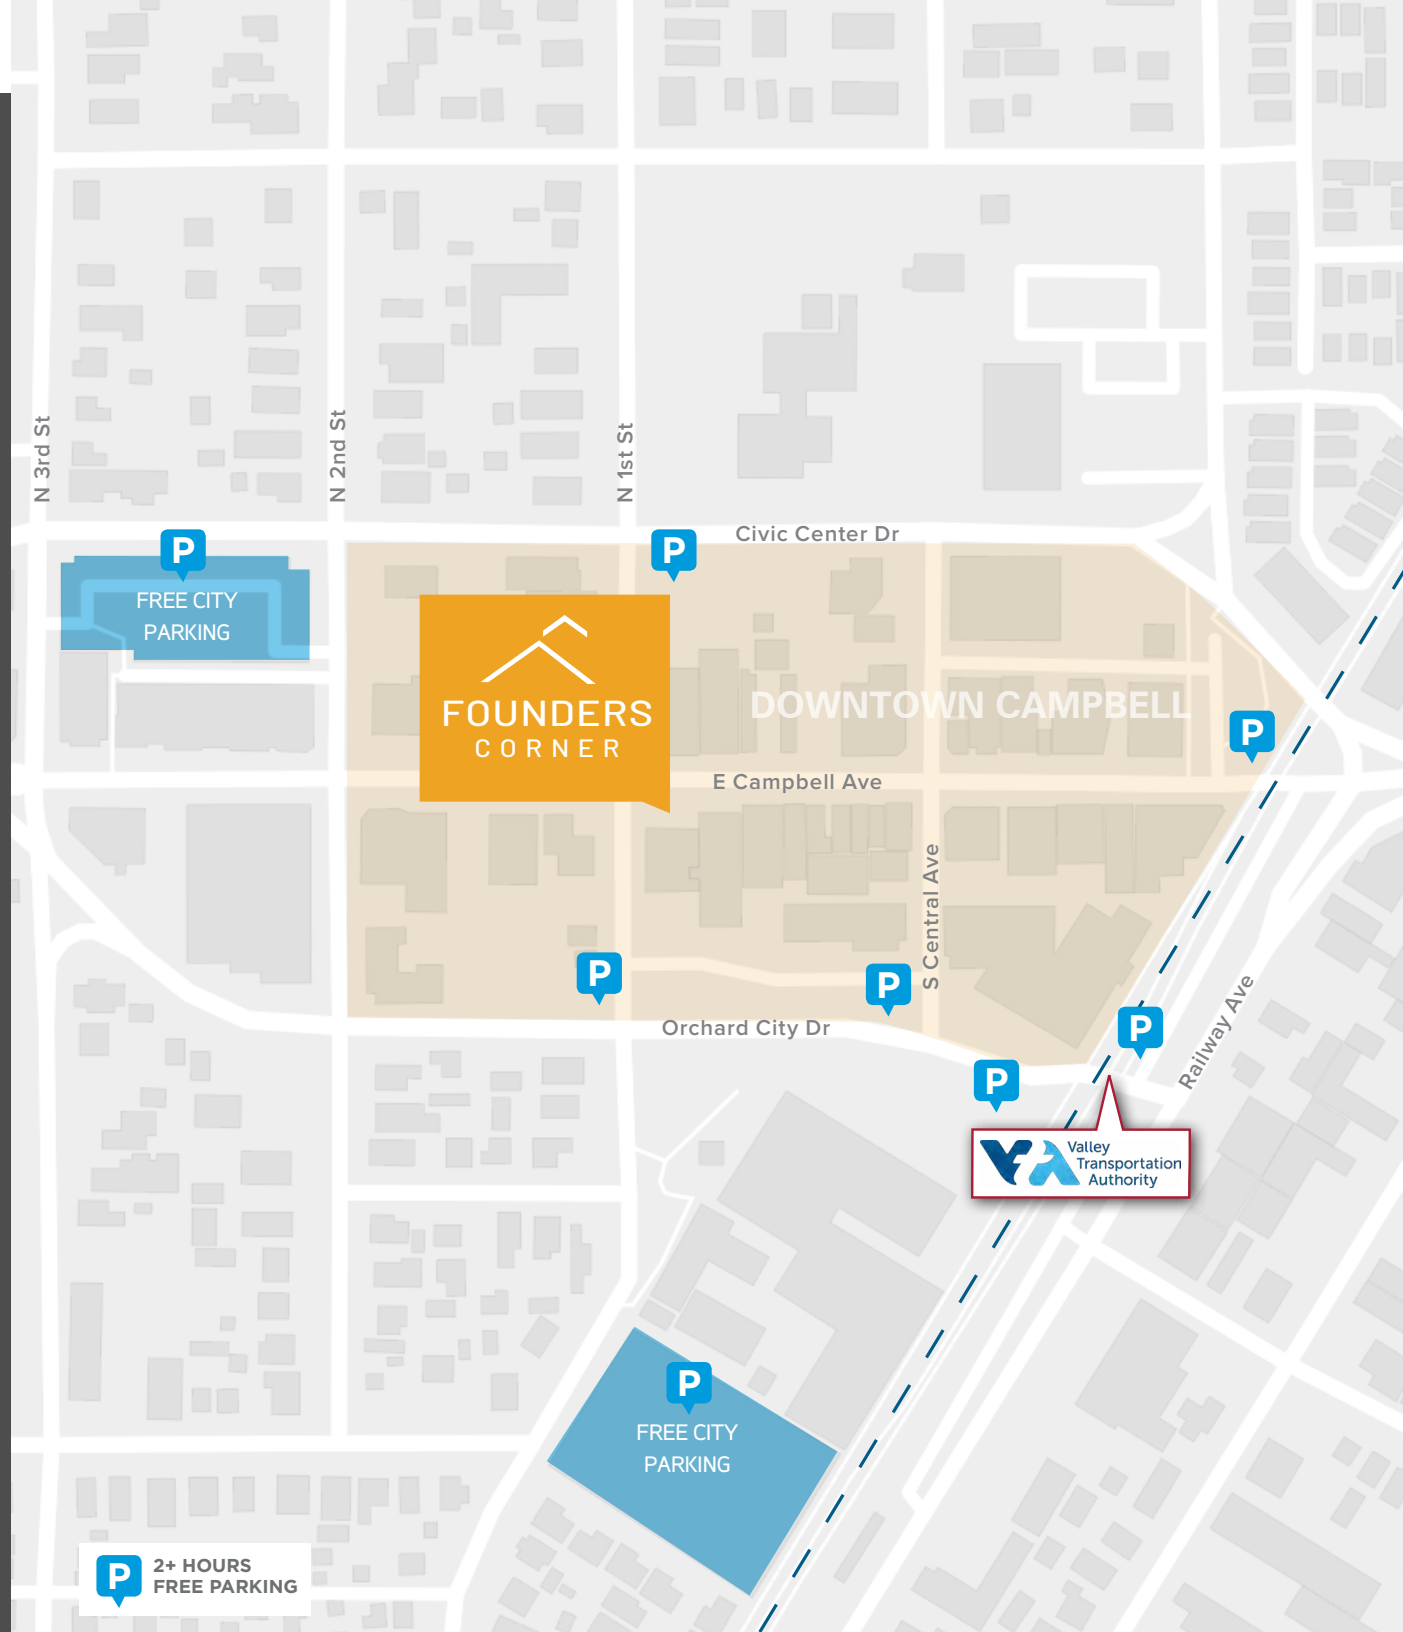 N 3rd St
N 2nd St
N 1st St
Civic Center Dr
P
P
FREE CITY
PARKING
FOUNDERS
CORNER
DOWNTOWN CAMPBELL
P
E Campbell Ave
S Central Ave
P
P
Orchard City Dr
P
Railway Ave
P
VTA
Valley
Transportation
Authority
P
FREE CITY
PARKING
P
2+ HOURS
FREE PARKING